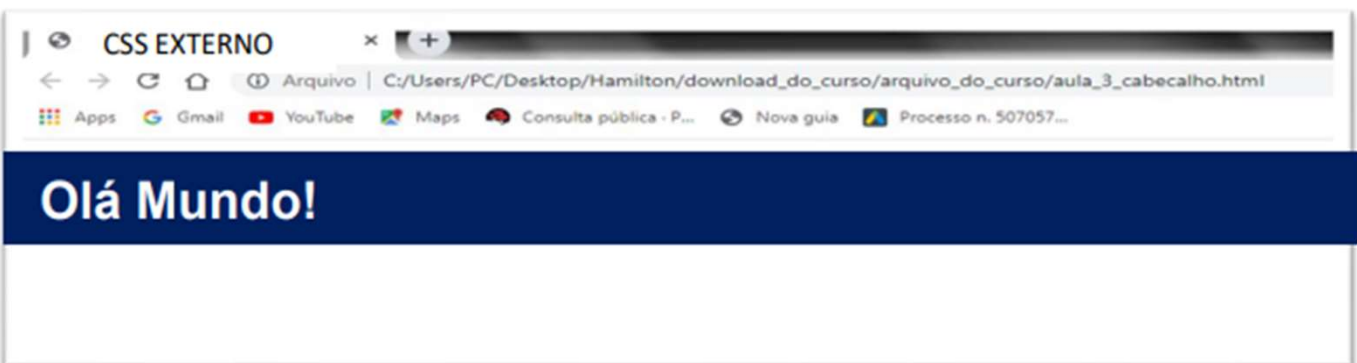 CSS EXTERNO
Arquivo | C:/Users/PC/Desktop/Hamilton/download_do_curso/arquivo_do_curso/aula_3_cabecalho.html
Apps Gmail YouTube Maps Consulta pública - P... Nova guia Processo n. 507057...
Olá Mundo!